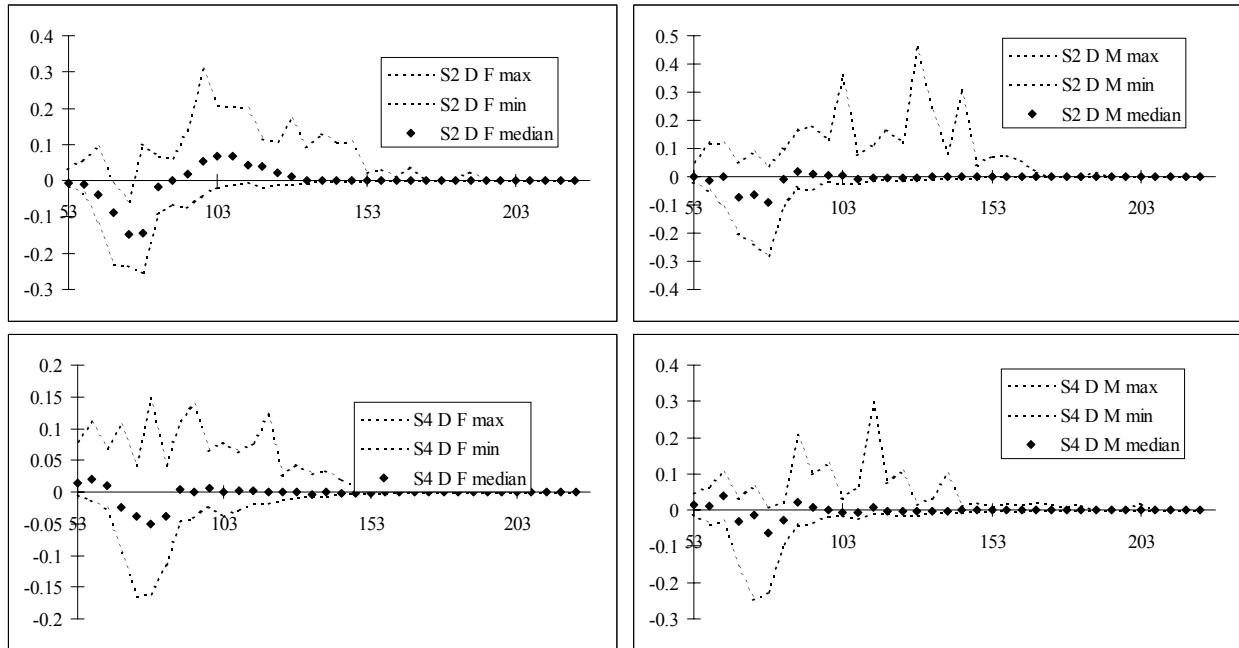 0.4
0.3
0.2
0.1
0
-0.1
-0.2
-0.3
53 103 153 203
S2 D F max
S2 D F min
S2 D F median
0.5
0.4
0.3
0.2
0.1
0
-0.1
-0.2
-0.3
-0.4
53 103 153 203
S2 D M max
S2 D M min
S2 D M median
0.2
0.15
0.1
0.05
0
-0.05
-0.1
-0.15
-0.2
53 103 153 203
S4 D F max
S4 D F min
S4 D F median
0.4
0.3
0.2
0.1
0
-0.1
-0.2
-0.3
53 103 153 203
S4 D M max
S4 D M min
S4 D M median